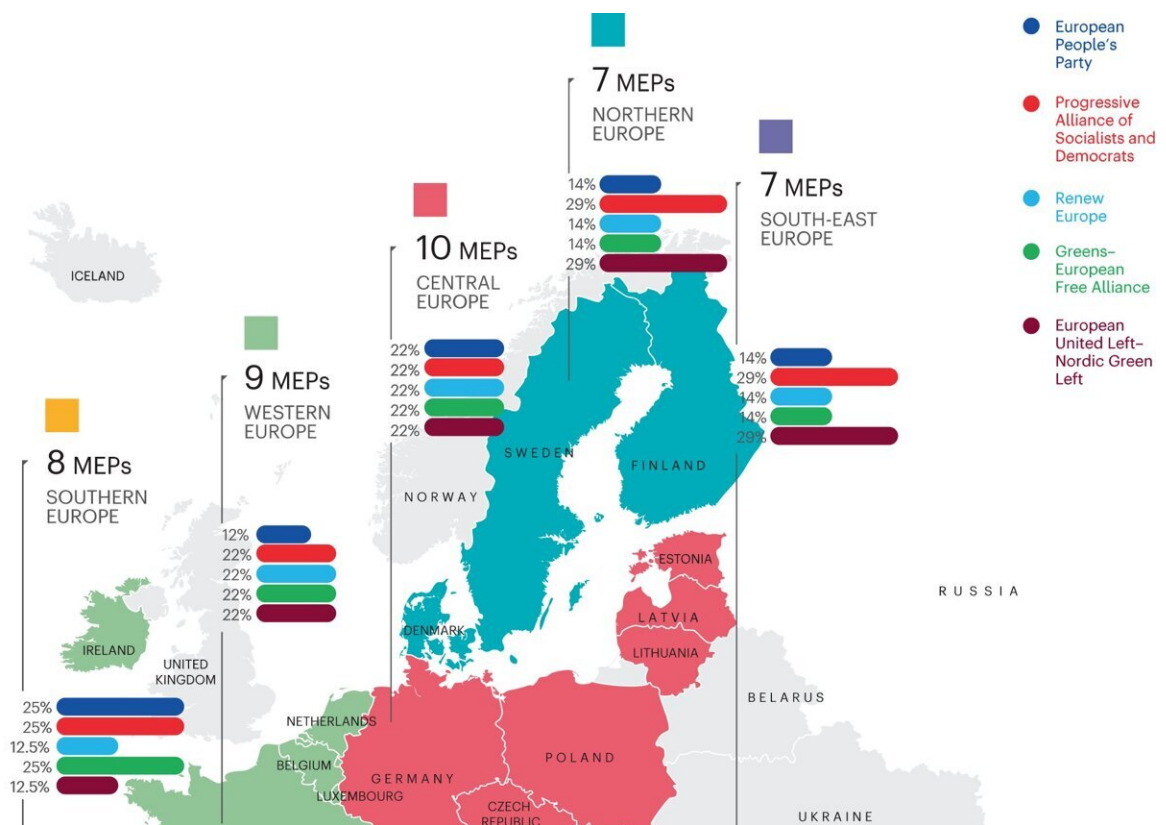 7 MEPs
NORTHERN
EUROPE
14%
29%
14%
14%
29%
7 MEPs
SOUTH-EAST
EUROPE
14%
29%
14%
14%
29%
10 MEPs
CENTRAL
EUROPE
22%
22%
22%
22%
22%
9 MEPs
WESTERN
EUROPE
12%
22%
22%
22%
22%
8 MEPs
SOUTHERN
EUROPE
25%
25%
12.5%
25%
12.5%
European
People's
Party
Progressive
Alliance of
Socialists and
Democrats
Renew
Europe
Greens–
European
Free Alliance
European
United Left–
Nordic Green
Left
ICELAND
SWEDEN
FINLAND
NORWAY
ESTONIA
RUSSIA
LATVIA
DENMARK
LITHUANIA
IRELAND
UNITED
KINGDOM
BELARUS
NETHERLANDS
BELGIUM
POLAND
GERMANY
LUXEMBOURG
CZECH
REPUBLIC
UKRAINE